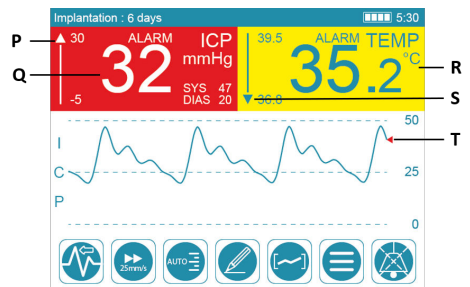 Implantation : 6 days 5:30
P 30 ALARM ICP 39.5 ALARM TEMP
Q 32 mmHg 35.2 °C R
SYS 47
-5 DIAS 20 36.8 S
50
T
I
C 25
P
0
25mm/s AUTO